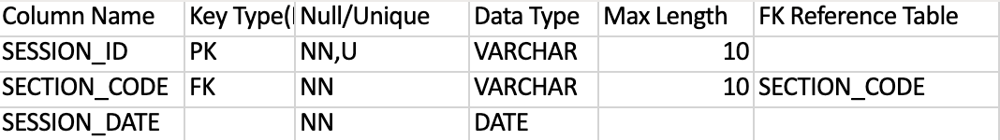 Column Name Key Type( Null/Unique Data Type Max Length FK Reference Table
SESSION_ID PK NN,U VARCHAR 10
SECTION_CODE FK NN VARCHAR 10 SECTION_CODE
SESSION_DATE NN DATE